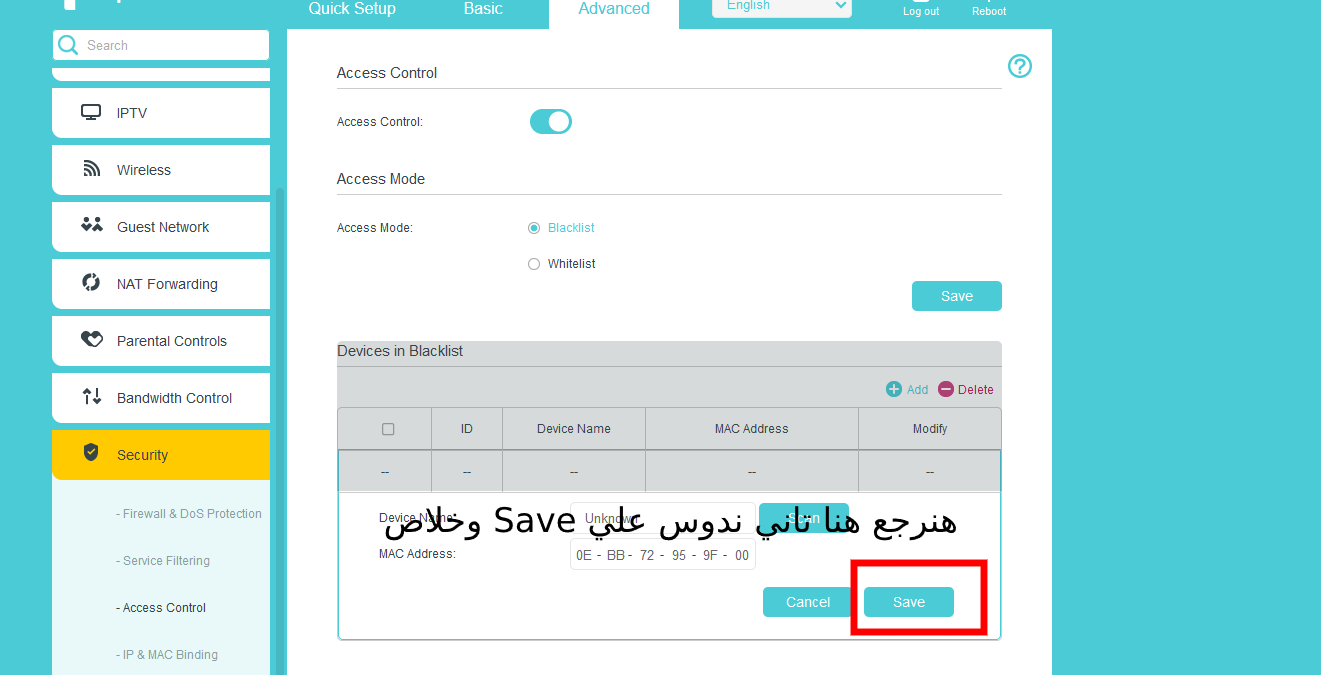 Quick Setup Basic Advanced English Log out Reboot
Search
IPTV
Wireless
Guest Network
NAT Forwarding
Parental Controls
Bandwidth Control
Security
- Firewall & DoS Protection
- Service Filtering
- Access Control
- IP & MAC Binding
Access Control
Access Control:
Access Mode
Access Mode: Blacklist
Whitelist
Save
Devices in Blacklist
Add Delete
ID Device Name MAC Address Modify
-- -- -- -- --
Device Name: Unknown Scan
هنرجع هنا تاني ندوس علي Save وخلاص
MAC Address: 0E - BB - 72 - 95 - 9F - 00
Cancel Save